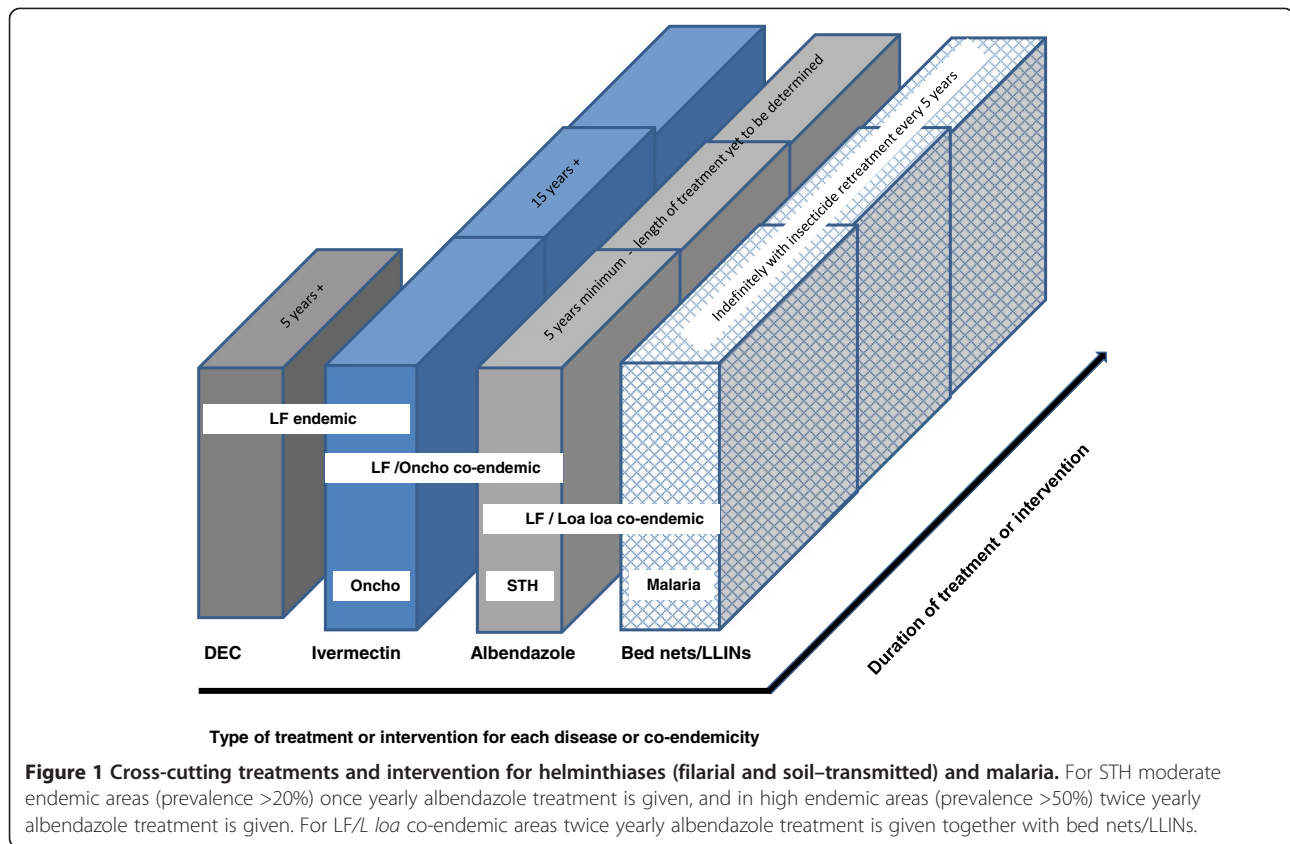 5 years +
15 years +
5 years minimum - length of treatment yet to be determined
Indefinitely with insecticide retreatment every 5 years
LF endemic
LF /Oncho co-endemic
LF / Loa loa co-endemic
Oncho
STH
Malaria
DEC
Ivermectin
Albendazole
Bed nets/LLINs
Duration of treatment or intervention
Type of treatment or intervention for each disease or co-endemicity
Figure 1 Cross-cutting treatments and intervention for helminthiases (filarial and soil–transmitted) and malaria. For STH moderate
endemic areas (prevalence >20%) once yearly albendazole treatment is given, and in high endemic areas (prevalence >50%) twice yearly
albendazole treatment is given. For LF/L loa co-endemic areas twice yearly albendazole treatment is given together with bed nets/LLINs.